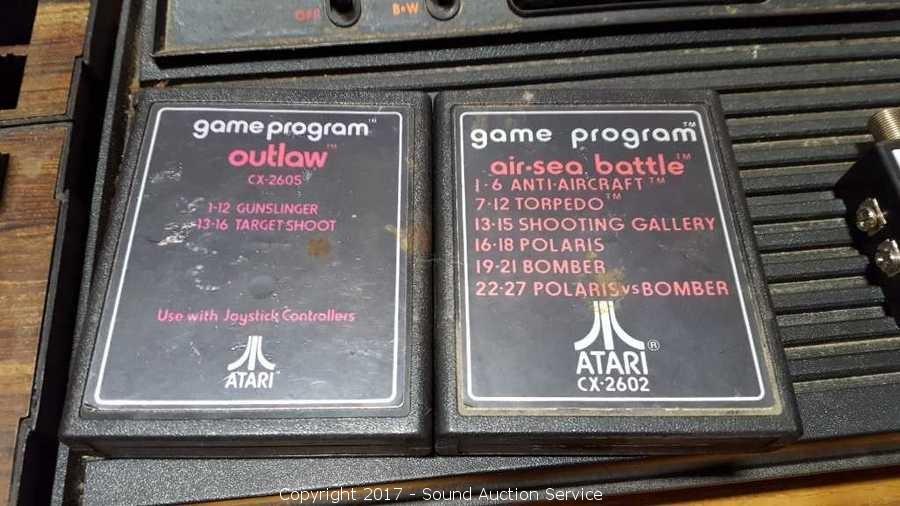 OFF
B•W
game program™
outlaw™
CX-2605
1-12 GUNSLINGER
13-16 TARGET SHOOT
Use with Joystick Controllers
ATARI™
game program™
air•sea battle™
1-6 ANTI-AIRCRAFT™
7-12 TORPEDO™
13-15 SHOOTING GALLERY
16-18 POLARIS
19-21 BOMBER
22-27 POLARIS vs BOMBER
ATARI®
CX-2602
Copyright 2017 - Sound Auction Service